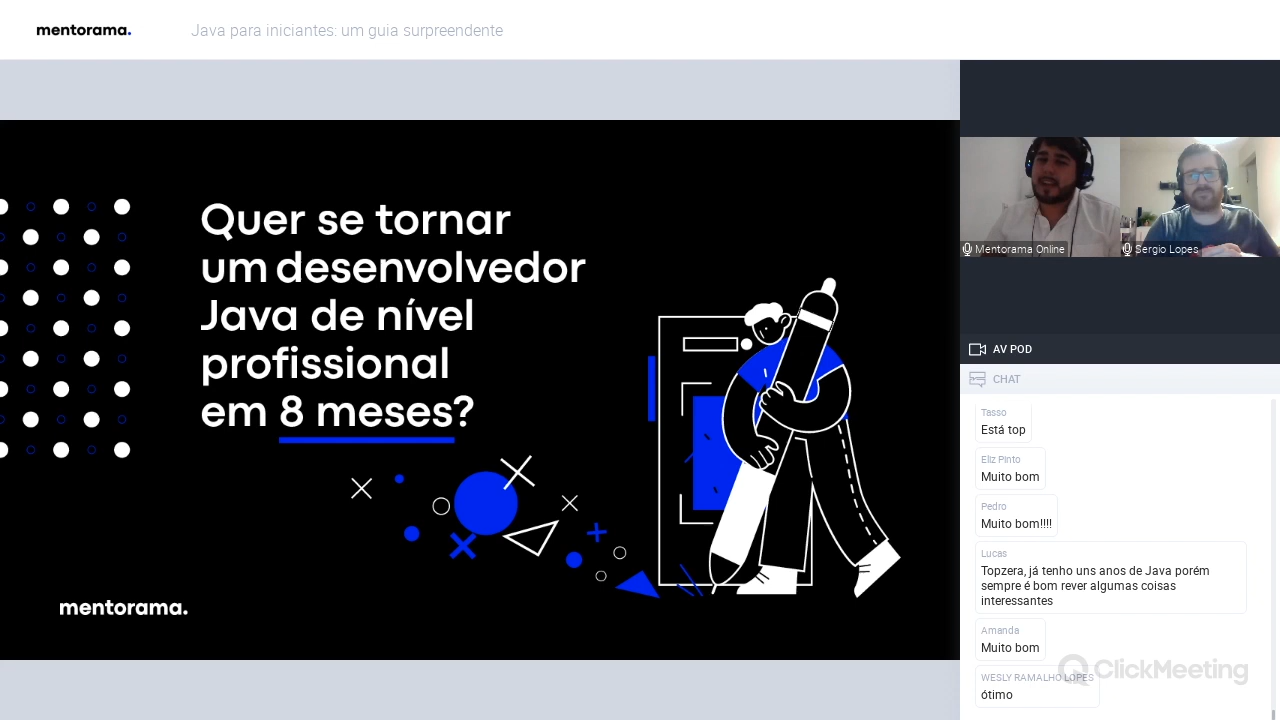 mentorama.
Java para iniciantes: um guia surpreendente
Quer se tornar
um desenvolvedor
Java de nível
profissional
em 8 meses?
mentorama.
Mentorama Online
Sergio Lopes
AV POD
CHAT
Tasso
Está top
Eliz Pinto
Muito bom
Pedro
Muito bom!!!!
Lucas
Topzera, já tenho uns anos de Java porém
sempre é bom rever algumas coisas
interessantes
Amanda
Muito bom
WESLY RAMALHO LOPES
ótimo
ClickMeeting